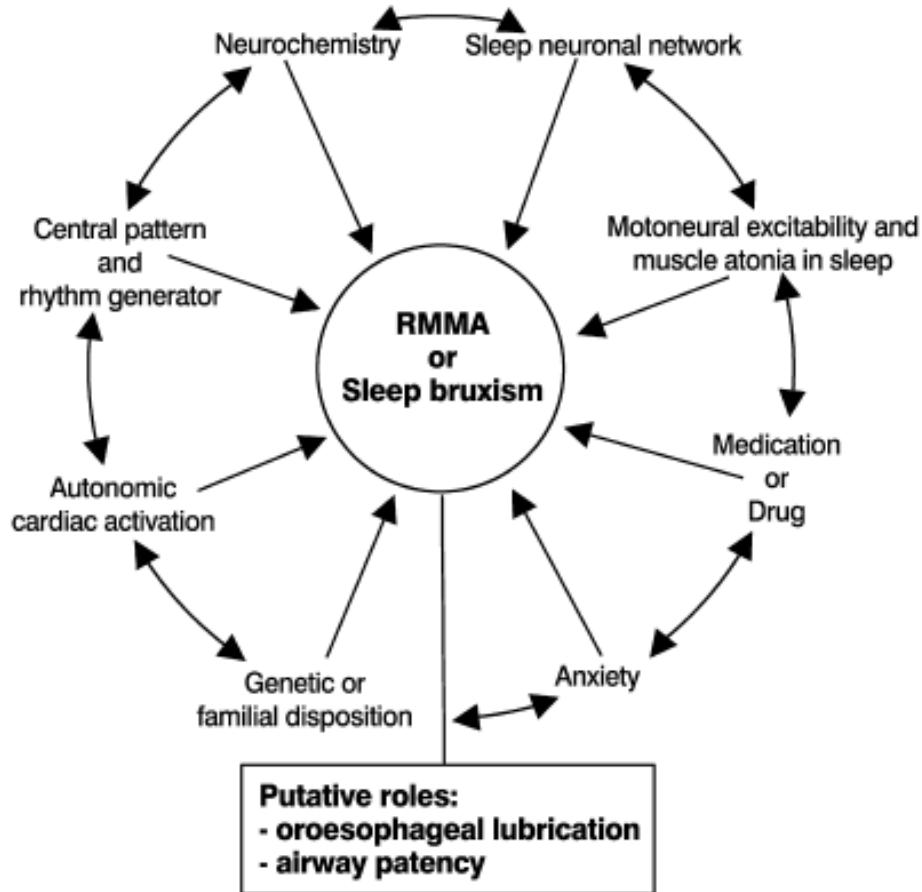 Neurochemistry
Sleep neuronal network
Central pattern
and
rhythm generator
Motoneural excitability and
muscle atonia in sleep
RMMA
or
Sleep bruxism
Autonomic
cardiac activation
Medication
or
Drug
Genetic or
familial disposition
Anxiety
Putative roles:
- oroesophageal lubrication
- airway patency